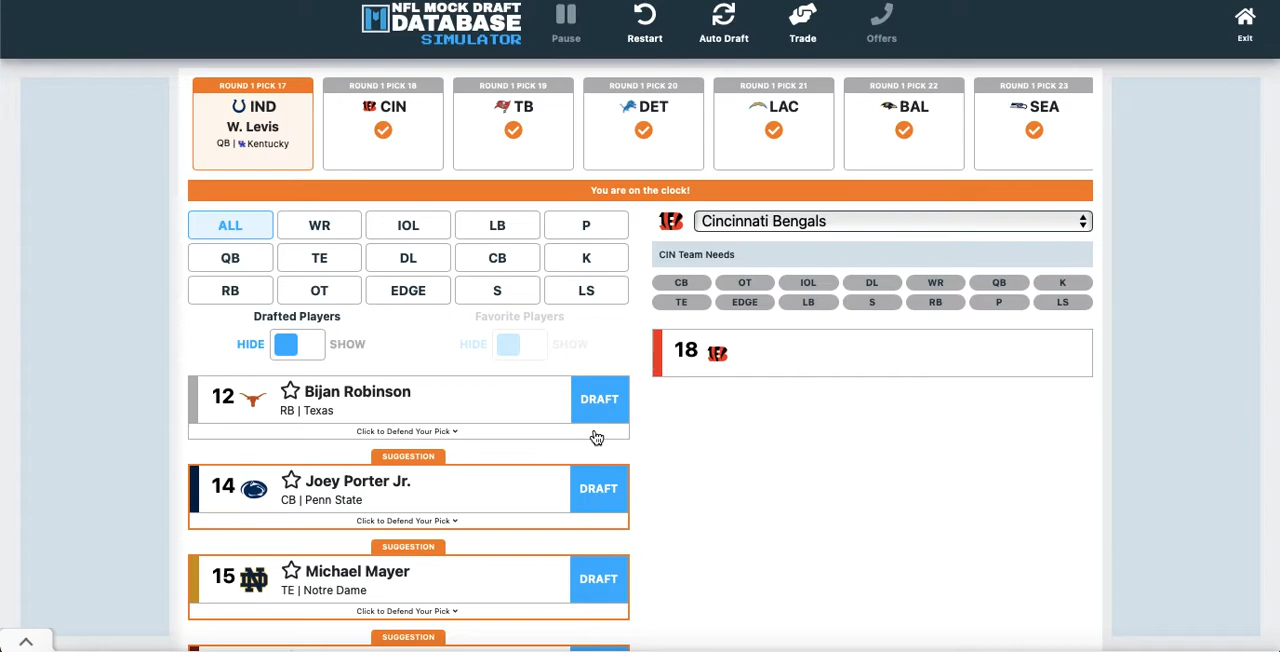 NFL MOCK DRAFT
DATABASE
SIMULATOR
Pause
Restart
Auto Draft
Trade
Offers
Exit
ROUND 1 PICK 17
IND
W. Levis
QB | Kentucky
ROUND 1 PICK 18
CIN
ROUND 1 PICK 19
TB
ROUND 1 PICK 20
DET
ROUND 1 PICK 21
LAC
ROUND 1 PICK 22
BAL
ROUND 1 PICK 23
SEA
You are on the clock!
ALL WR IOL LB P
QB TE DL CB K
RB OT EDGE S LS
Drafted Players
HIDE SHOW
Favorite Players
HIDE SHOW
12 Bijan Robinson
RB | Texas
DRAFT
Click to Defend Your Pick
SUGGESTION
14 Joey Porter Jr.
CB | Penn State
DRAFT
Click to Defend Your Pick
SUGGESTION
15 Michael Mayer
TE | Notre Dame
DRAFT
Click to Defend Your Pick
SUGGESTION
Cincinnati Bengals
CIN Team Needs
CB OT IOL DL WR QB K
TE EDGE LB S RB P LS
18